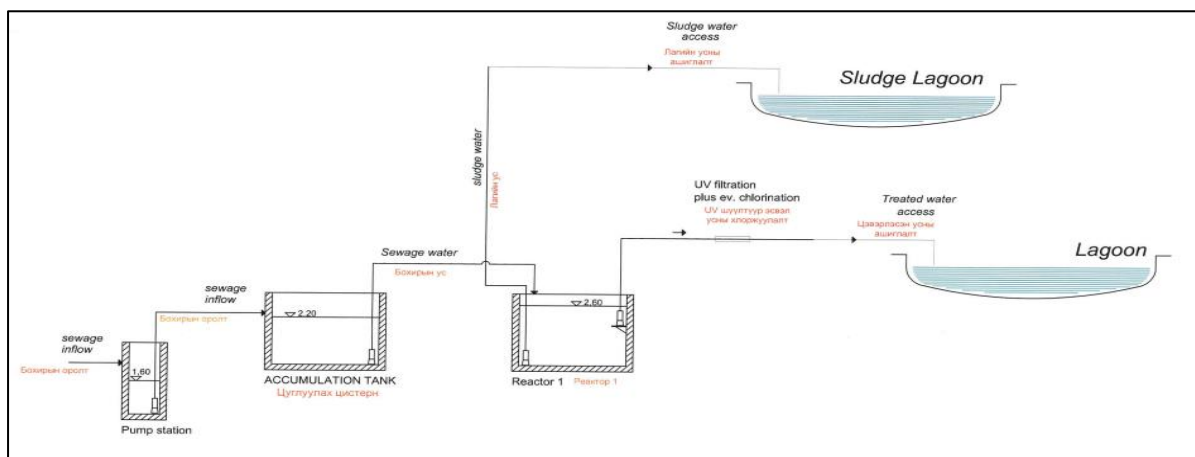 Sludge water
access
Лагийн усны
ашиглалт
Sludge Lagoon
sludge water
Лагийн ус
UV filtration
plus ev. chlorination
UV шүүлтүүр эсвэл
усны хлоржуулалт
Treated water
access
Цэвэрлэсэн усны
ашиглалт
Lagoon
Sewage water
Бохирын ус
sewage
inflow
Бохирын оролт
2,20
2,60
sewage
inflow
Бохирын оролт
1,60
ACCUMULATION TANK
Цуглуулах цистерн
Reactor 1
Реактор 1
Pump station